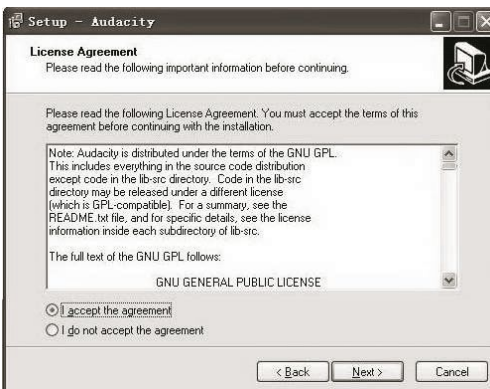 Setup - Audacity
License Agreement
Please read the following important information before continuing.
Please read the following License Agreement. You must accept the terms of this
agreement before continuing with the installation.
Note: Audacity is distributed under the terms of the GNU GPL.
This includes everything in the source code distribution
except code in the lib-src directory. Code in the lib-src
directory may be released under a different license
(which is GPL-compatible). For a summary, see the
README.txt file, and for specific details, see the license
information inside each subdirectory of lib-src.
The full text of the GNU GPL follows:
GNU GENERAL PUBLIC LICENSE
I accept the agreement
I do not accept the agreement
< Back
Next >
Cancel